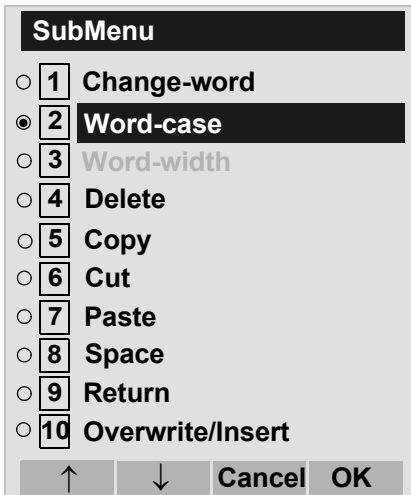 SubMenu
1 Change-word
2 Word-case
3 Word-width
4 Delete
5 Copy
6 Cut
7 Paste
8 Space
9 Return
10 Overwrite/Insert
↑ ↓ Cancel OK